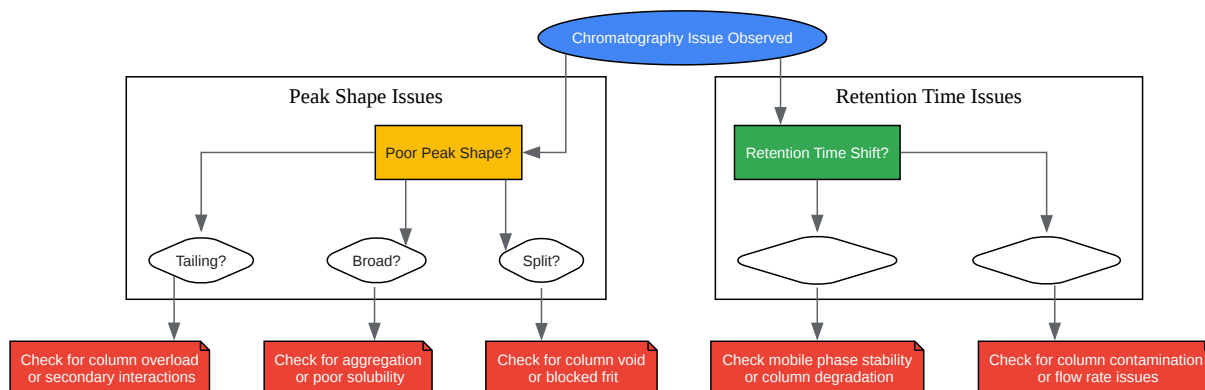 Chromatography Issue Observed
Peak Shape Issues
Retention Time Issues
Poor Peak Shape?
Retention Time Shift?
Tailing?
Broad?
Split?
Check for column overload
or secondary interactions
Check for aggregation
or poor solubility
Check for column void
or blocked frit
Check mobile phase stability
or column degradation
Check for column contamination
or flow rate issues